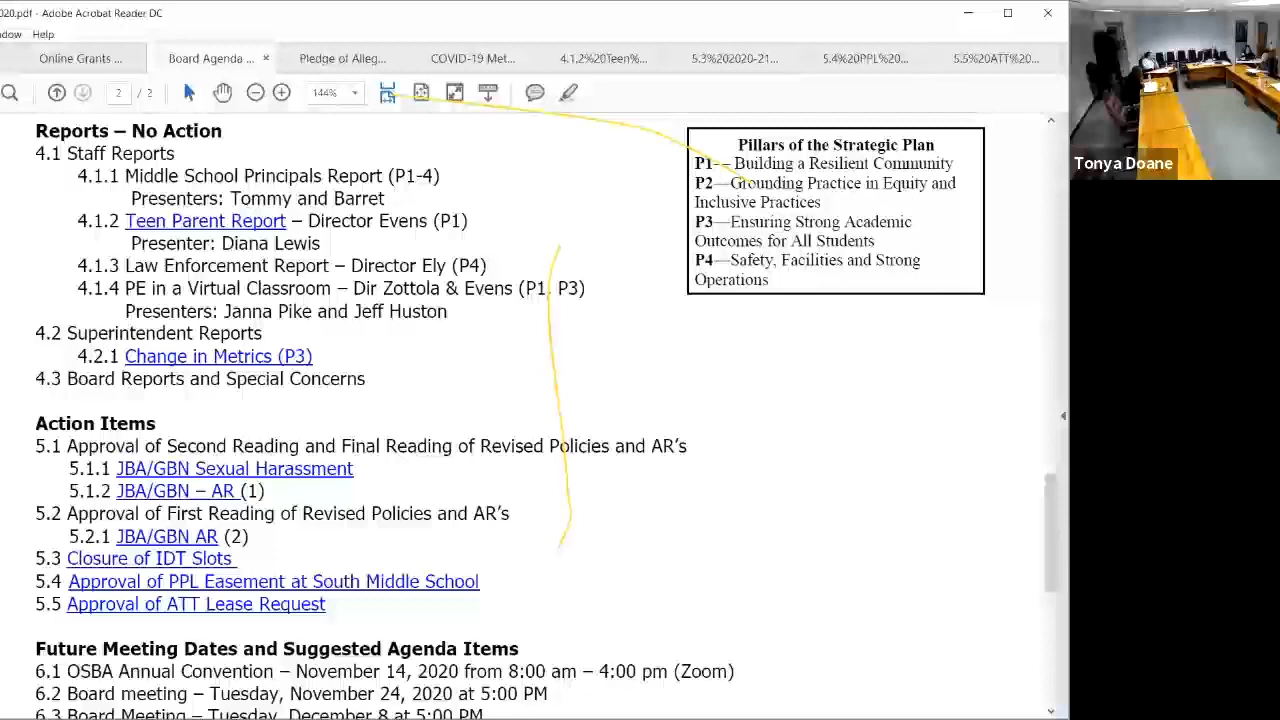 020.pdf - Adobe Acrobat Reader DC
dow Help
Online Grants ...
Board Agenda ...
Pledge of Alleg...
COVID-19 Met...
4.1.2%20Teen%...
5.3%202020-21...
5.4%20PPL%20...
5.5%20ATT%20...
2 / 2
144%
Reports – No Action
4.1 Staff Reports
4.1.1 Middle School Principals Report (P1-4)
Presenters: Tommy and Barret
4.1.2 Teen Parent Report – Director Evens (P1)
Presenter: Diana Lewis
4.1.3 Law Enforcement Report – Director Ely (P4)
4.1.4 PE in a Virtual Classroom – Dir Zottola & Evens (P1, P3)
Presenters: Janna Pike and Jeff Huston
4.2 Superintendent Reports
4.2.1 Change in Metrics (P3)
4.3 Board Reports and Special Concerns
Pillars of the Strategic Plan
P1— Building a Resilient Community
P2—Grounding Practice in Equity and
Inclusive Practices
P3—Ensuring Strong Academic
Outcomes for All Students
P4—Safety, Facilities and Strong
Operations
Action Items
5.1 Approval of Second Reading and Final Reading of Revised Policies and AR's
5.1.1 JBA/GBN Sexual Harassment
5.1.2 JBA/GBN – AR (1)
5.2 Approval of First Reading of Revised Policies and AR's
5.2.1 JBA/GBN AR (2)
5.3 Closure of IDT Slots
5.4 Approval of PPL Easement at South Middle School
5.5 Approval of ATT Lease Request
Future Meeting Dates and Suggested Agenda Items
6.1 OSBA Annual Convention – November 14, 2020 from 8:00 am – 4:00 pm (Zoom)
6.2 Board meeting – Tuesday, November 24, 2020 at 5:00 PM
6.3 Board Meeting – Tuesday, December 8 at 5:00 PM
Tonya Doane